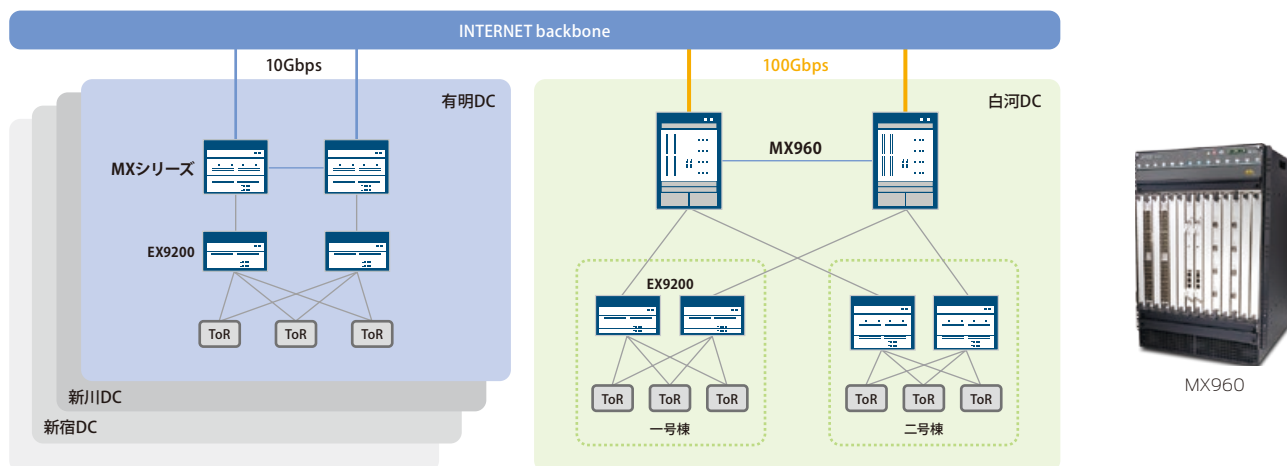 INTERNET backbone
10Gbps
100Gbps
有明DC
白河DC
MXシリーズ
MX960
EX9200
EX9200
ToR
ToR
ToR
ToR
ToR
ToR
ToR
ToR
ToR
一号棟
二号棟
新川DC
新宿DC
MX960